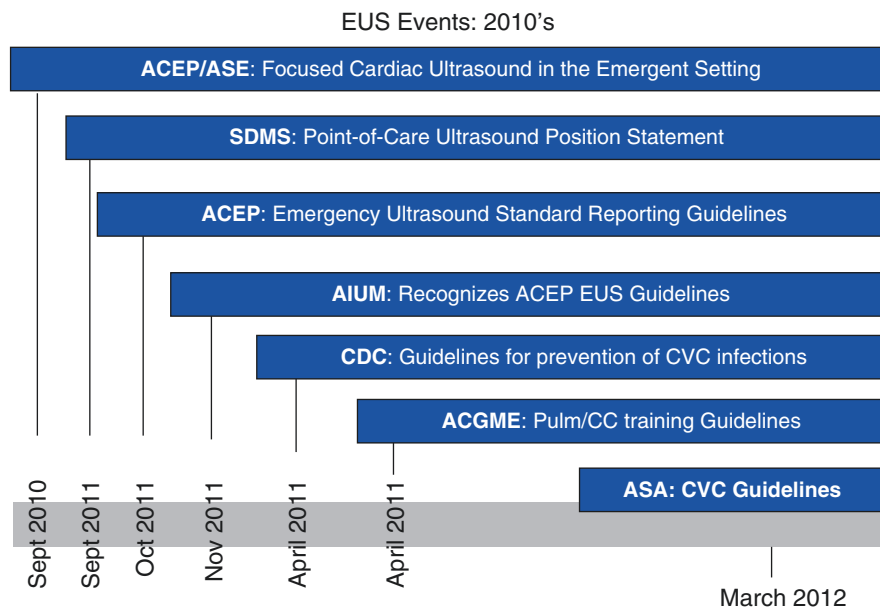 EUS Events: 2010’s
ACEP/ASE: Focused Cardiac Ultrasound in the Emergent Setting
SDMS: Point-of-Care Ultrasound Position Statement
ACEP: Emergency Ultrasound Standard Reporting Guidelines
AIUM: Recognizes ACEP EUS Guidelines
CDC: Guidelines for prevention of CVC infections
ACGME: Pulm/CC training Guidelines
ASA: CVC Guidelines
Sept 2010
Sept 2011
Oct 2011
Nov 2011
April 2011
April 2011
March 2012